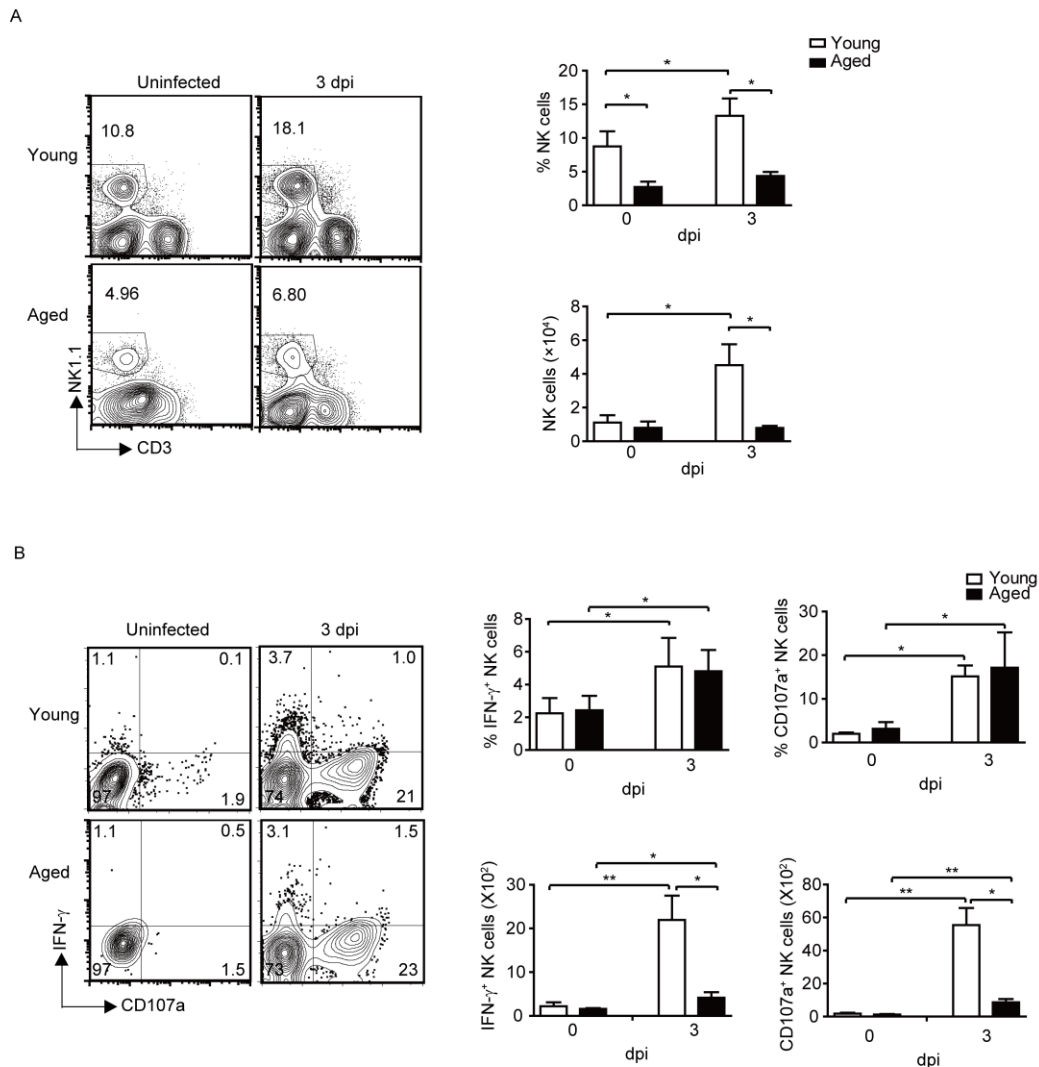 A
Young
Aged
Uninfected
3 dpi
Young
10.8
18.1
Aged
4.96
6.80
NK1.1
CD3
% NK cells
20
15
10
5
0
*
*
*
0
3
dpi
NK cells (×10⁴)
8
6
4
2
0
*
*
0
3
dpi
B
Young
Aged
Uninfected
3 dpi
Young
1.1
0.1
97
1.9
3.7
1.0
74
21
Aged
1.1
0.5
97
1.5
3.1
1.5
73
23
IFN-γ
CD107a
% IFN-γ⁺ NK cells
8
6
4
2
0
*
*
0
3
dpi
% CD107a⁺ NK cells
30
20
10
0
*
*
0
3
dpi
IFN-γ⁺ NK cells (X10²)
30
20
10
0
*
**
*
0
3
dpi
CD107a⁺ NK cells (X10²)
80
60
40
20
0
**
**
*
0
3
dpi